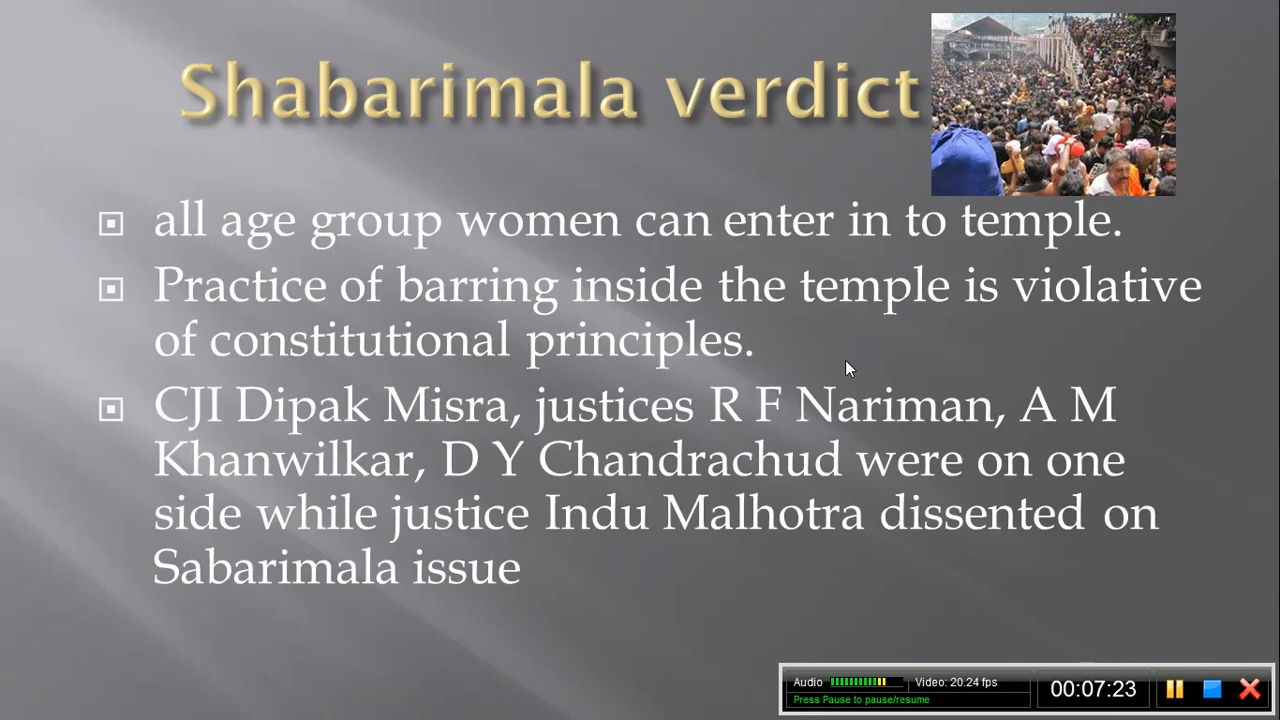 Shabarimala verdict
all age group women can enter in to temple.
Practice of barring inside the temple is violative
of constitutional principles.
CJI Dipak Misra, justices R F Nariman, A M
Khanwilkar, D Y Chandrachud were on one
side while justice Indu Malhotra dissented on
Sabarimala issue
Audio Video: 20.24 fps 00:07:23
Press Pause to pause/resume